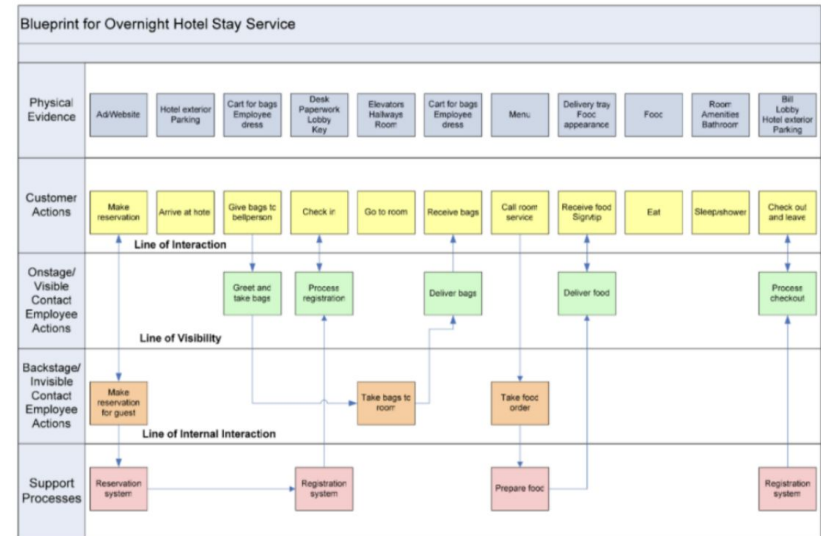 Blueprint for Overnight Hotel Stay Service
Physical
Evidence
Ad/Website
Hotel exterior
Parking
Cart for bags
Employee
dress
Desk
Paperwork
Lobby
Key
Elevators
Hallways
Room
Cart for bags
Employee
dress
Menu
Delivery tray
Food
appearance
Food
Room
Amenities
Bathroom
Bill
Lobby
Hotel exterior
Parking
Customer
Actions
Make
reservation
Arrive at hote
Give bags to
bellperson
Check in
Go to room
Receive bags
Call room
service
Receive food
Sign/tip
Eat
Sleep/shower
Check out
and leave
Line of Interaction
Onstage/
Visible
Contact
Employee
Actions
Greet and
take bags
Process
registration
Deliver bags
Deliver food
Process
checkout
Line of Visibility
Backstage/
Invisible
Contact
Employee
Actions
Make
reservation
for guest
Take bags to
room
Take food
order
Line of Internal Interaction
Support
Processes
Reservation
system
Registration
system
Prepare food
Registration
system